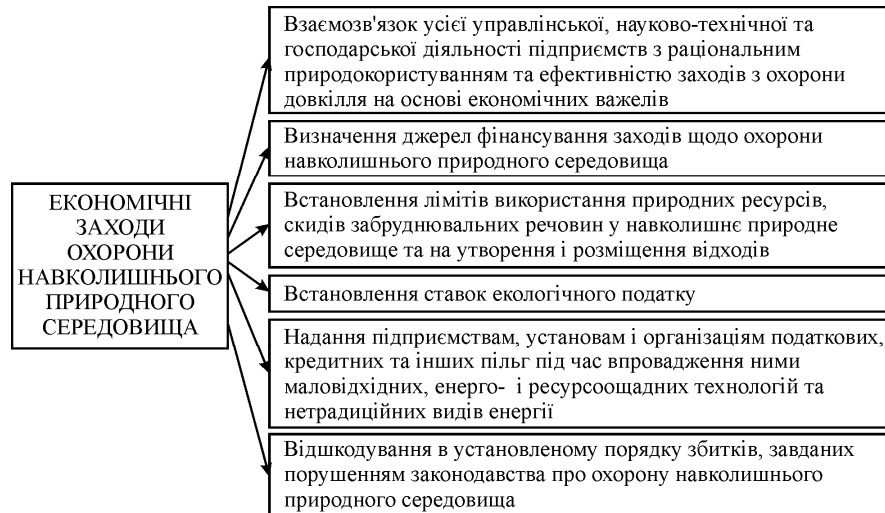 ЕКОНОМІЧНІ
ЗАХОДИ
ОХОРОНИ
НАВКОЛИШНЬОГО
ПРИРОДНОГО
СЕРЕДОВИЩА
Взаємозв'язок усієї управлінської, науково-технічної та
господарської діяльності підприємств з раціональним
природокористуванням та ефективністю заходів з охорони
довкілля на основі економічних важелів
Визначення джерел фінансування заходів щодо охорони
навколишнього природного середовища
Встановлення лімітів використання природних ресурсів,
скидів забруднювальних речовин у навколишнє природне
середовище та на утворення і розміщення відходів
Встановлення ставок екологічного податку
Надання підприємствам, установам і організаціям податкових,
кредитних та інших пільг під час впровадження ними
маловідхідних, енерго- і ресурсоощадних технологій та
нетрадиційних видів енергії
Відшкодування в установленому порядку збитків, завданих
порушенням законодавства про охорону навколишнього
природного середовища